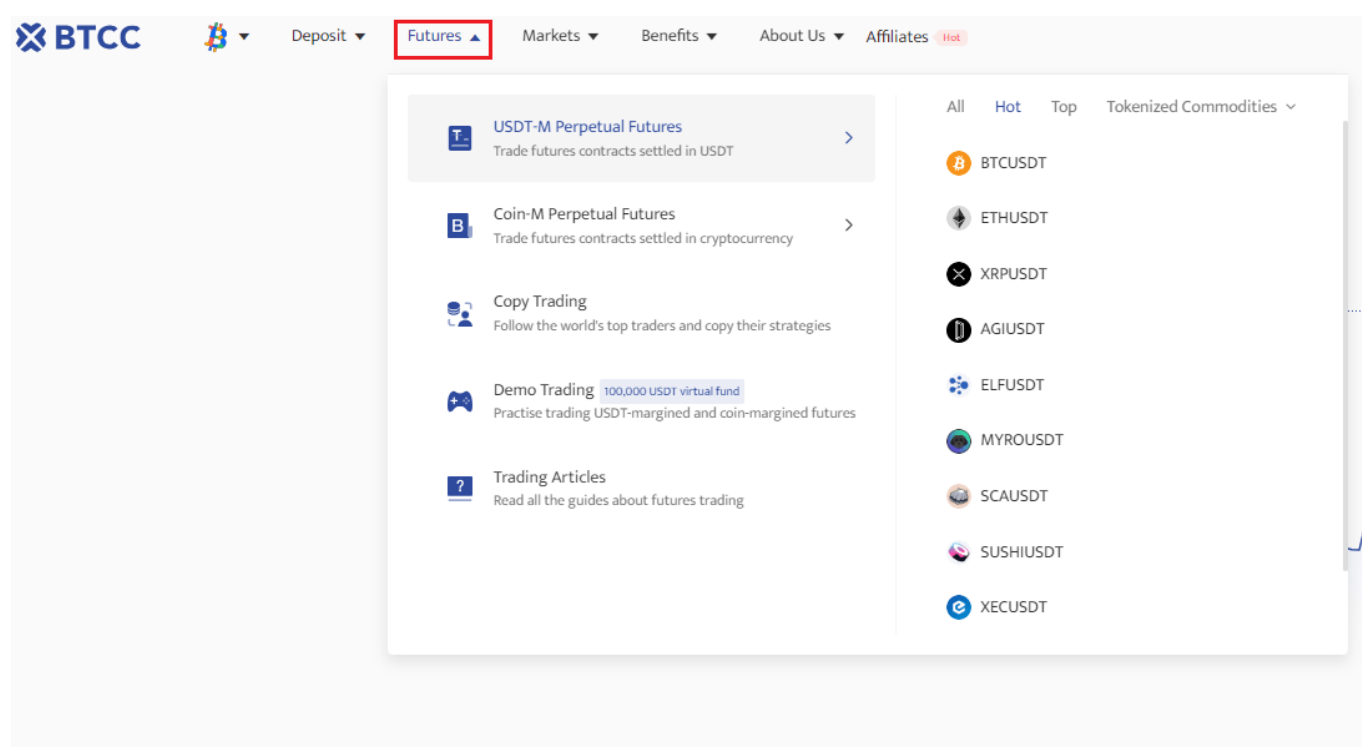 BTCC
Deposit
Futures
Markets
Benefits
About Us
Affiliates Hot
USDT-M Perpetual Futures
Trade futures contracts settled in USDT
Coin-M Perpetual Futures
Trade futures contracts settled in cryptocurrency
Copy Trading
Follow the world's top traders and copy their strategies
Demo Trading 100,000 USDT virtual fund
Practise trading USDT-margined and coin-margined futures
Trading Articles
Read all the guides about futures trading
All Hot Top Tokenized Commodities
BTCUSDT
ETHUSDT
XRPUSDT
AGIUSDT
ELFUSDT
MYROUSDT
SCAUSDT
SUSHIUSDT
XECUSDT